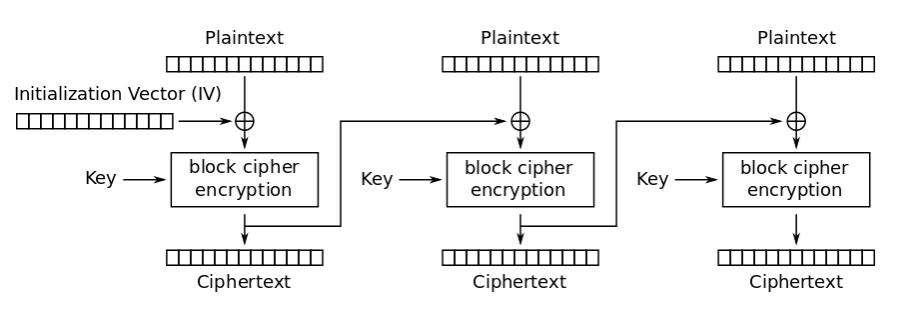 Plaintext
Plaintext
Plaintext
Initialization Vector (IV)
Key
block cipher
encryption
Key
block cipher
encryption
Key
block cipher
encryption
Ciphertext
Ciphertext
Ciphertext